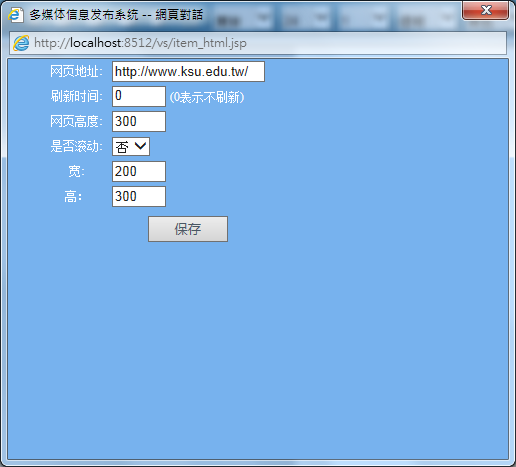 多媒体信息发布系统 -- 網頁對話
http://localhost:8512/vs/item_html.jsp
网页地址: http://www.ksu.edu.tw/
刷新时间: 0 (0表示不刷新)
网页高度: 300
是否滚动: 否
宽: 200
高: 300
保存